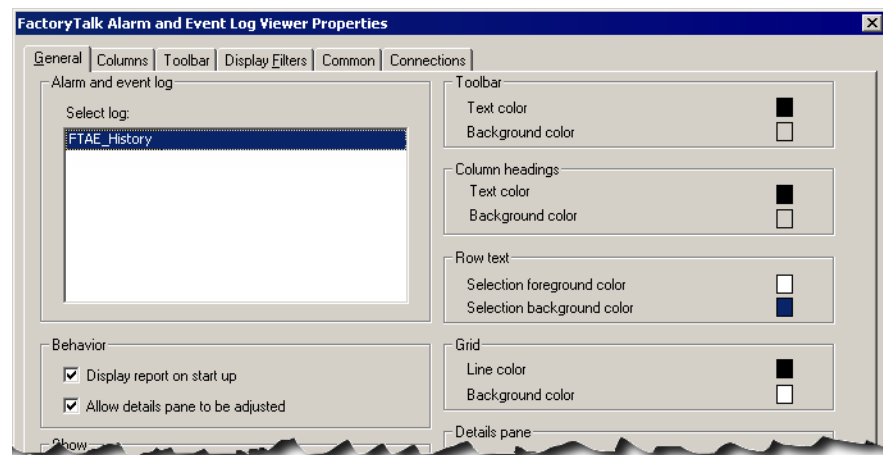 FactoryTalk Alarm and Event Log Viewer Properties
General Columns Toolbar Display Filters Common Connections
Alarm and event log
Select log:
FTAE_History
Behavior
Display report on start up
Allow details pane to be adjusted
Show
Toolbar
Text color
Background color
Column headings
Text color
Background color
Row text
Selection foreground color
Selection background color
Grid
Line color
Background color
Details pane